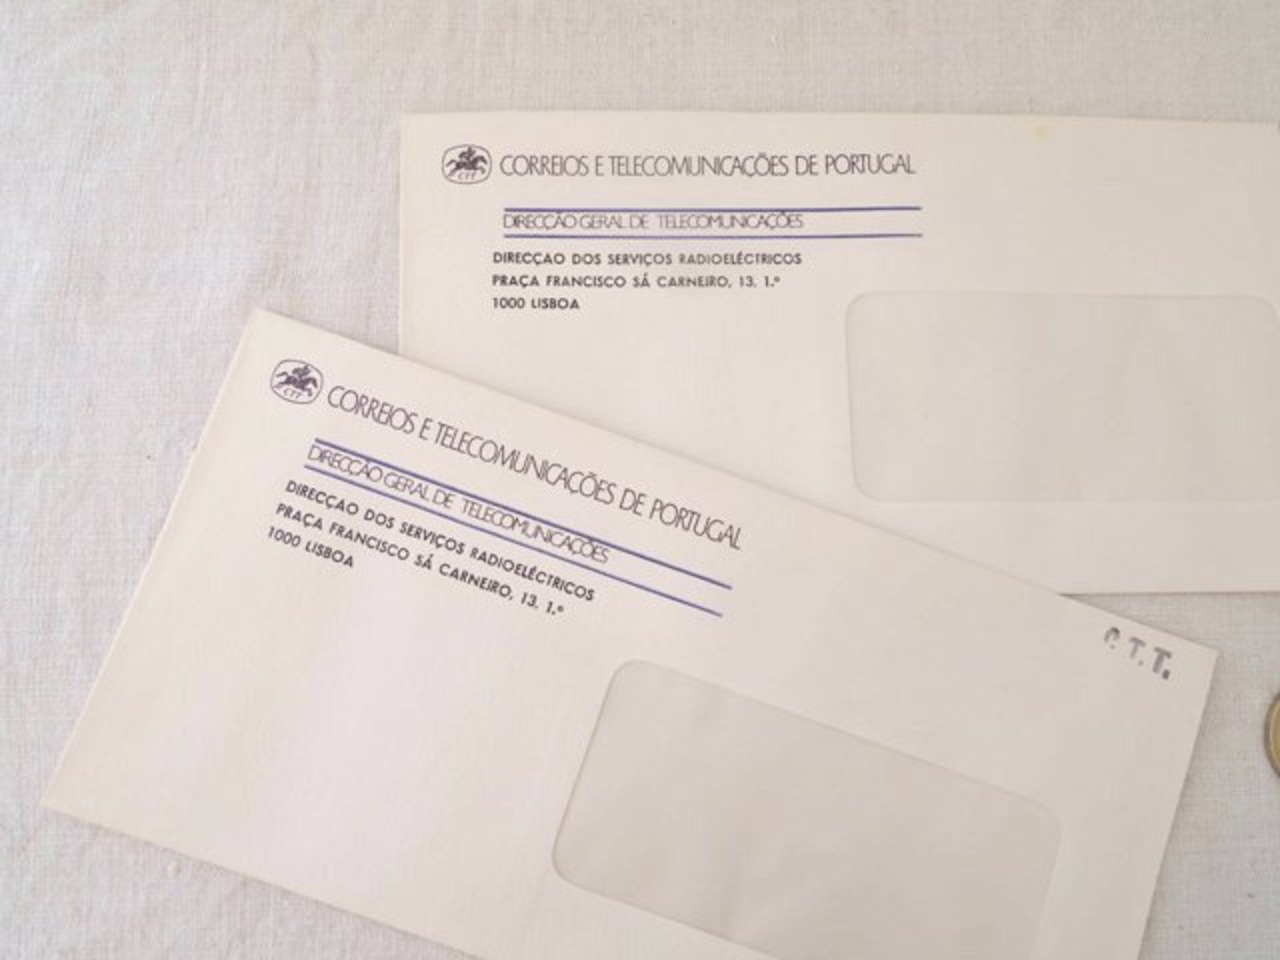 CTT
CORREIOS E TELECOMUNICAÇÕES DE PORTUGAL
DIRECÇÃO GERAL DE TELECOMUNICAÇÕES
DIRECÇAO DOS SERVIÇOS RADIOELÉCTRICOS
PRAÇA FRANCISCO SÁ CARNEIRO, 13. 1.º
1000 LISBOA
CTT
CORREIOS E TELECOMUNICAÇÕES DE PORTUGAL
DIRECÇÃO GERAL DE TELECOMUNICAÇÕES
DIRECÇAO DOS SERVIÇOS RADIOELÉCTRICOS
PRAÇA FRANCISCO SÁ CARNEIRO, 13. 1.º
1000 LISBOA
C.T.T.